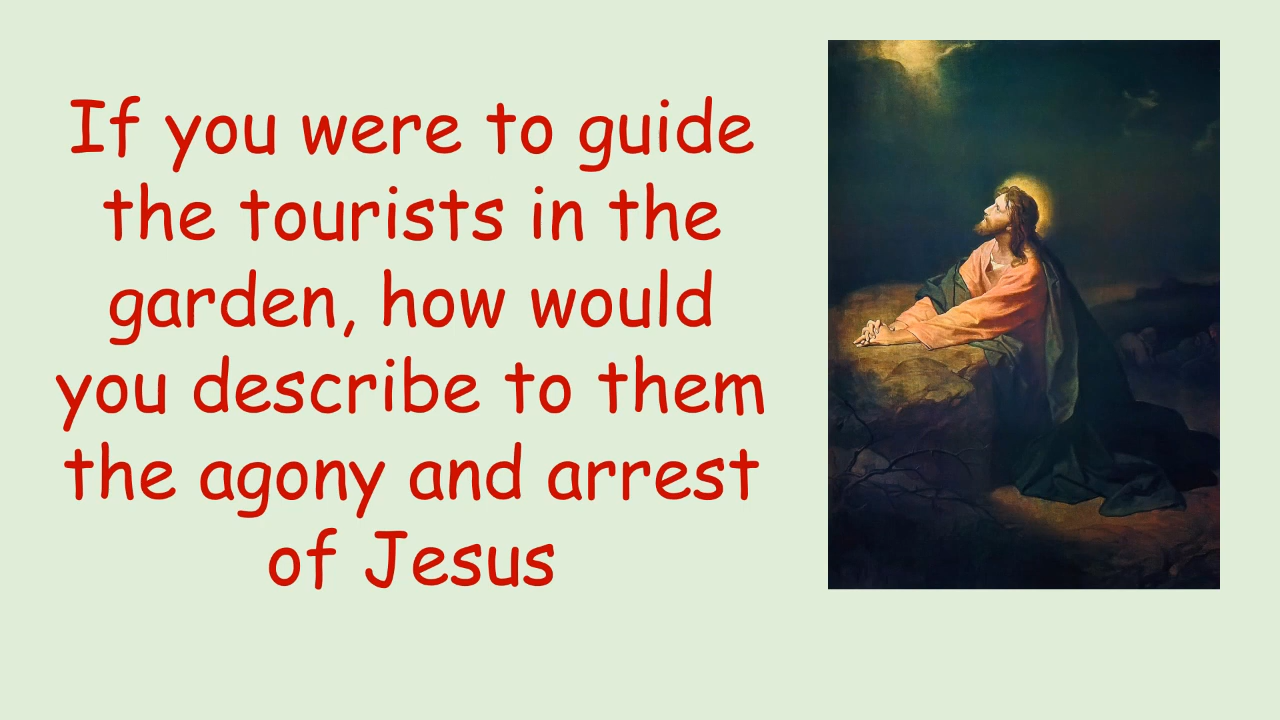 If you were to guide
the tourists in the
garden, how would
you describe to them
the agony and arrest
of Jesus